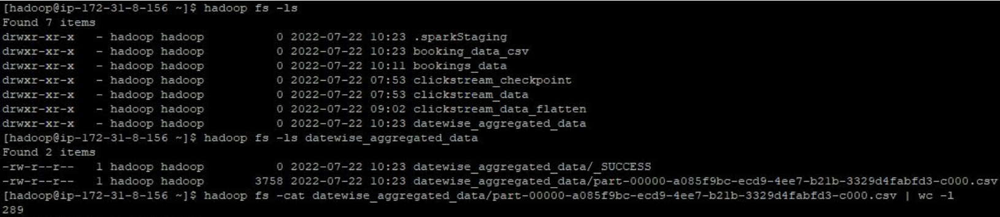 [hadoop@ip-172-31-8-156 ~]$ hadoop fs -ls
Found 7 items
drwxr-xr-x   - hadoop hadoop          0 2022-07-22 10:23 .sparkStaging
drwxr-xr-x   - hadoop hadoop          0 2022-07-22 10:23 booking_data_csv
drwxr-xr-x   - hadoop hadoop          0 2022-07-22 10:11 bookings_data
drwxr-xr-x   - hadoop hadoop          0 2022-07-22 07:53 clickstream_checkpoint
drwxr-xr-x   - hadoop hadoop          0 2022-07-22 07:53 clickstream_data
drwxr-xr-x   - hadoop hadoop          0 2022-07-22 09:02 clickstream_data_flatten
drwxr-xr-x   - hadoop hadoop          0 2022-07-22 10:23 datewise_aggregated_data
[hadoop@ip-172-31-8-156 ~]$ hadoop fs -ls datewise_aggregated_data
Found 2 items
-rw-r--r--   1 hadoop hadoop          0 2022-07-22 10:23 datewise_aggregated_data/_SUCCESS
-rw-r--r--   1 hadoop hadoop       3758 2022-07-22 10:23 datewise_aggregated_data/part-00000-a085f9bc-ecd9-4ee7-b21b-3329d4fabfd3-c000.csv
[hadoop@ip-172-31-8-156 ~]$ hadoop fs -cat datewise_aggregated_data/part-00000-a085f9bc-ecd9-4ee7-b21b-3329d4fabfd3-c000.csv | wc -l
289